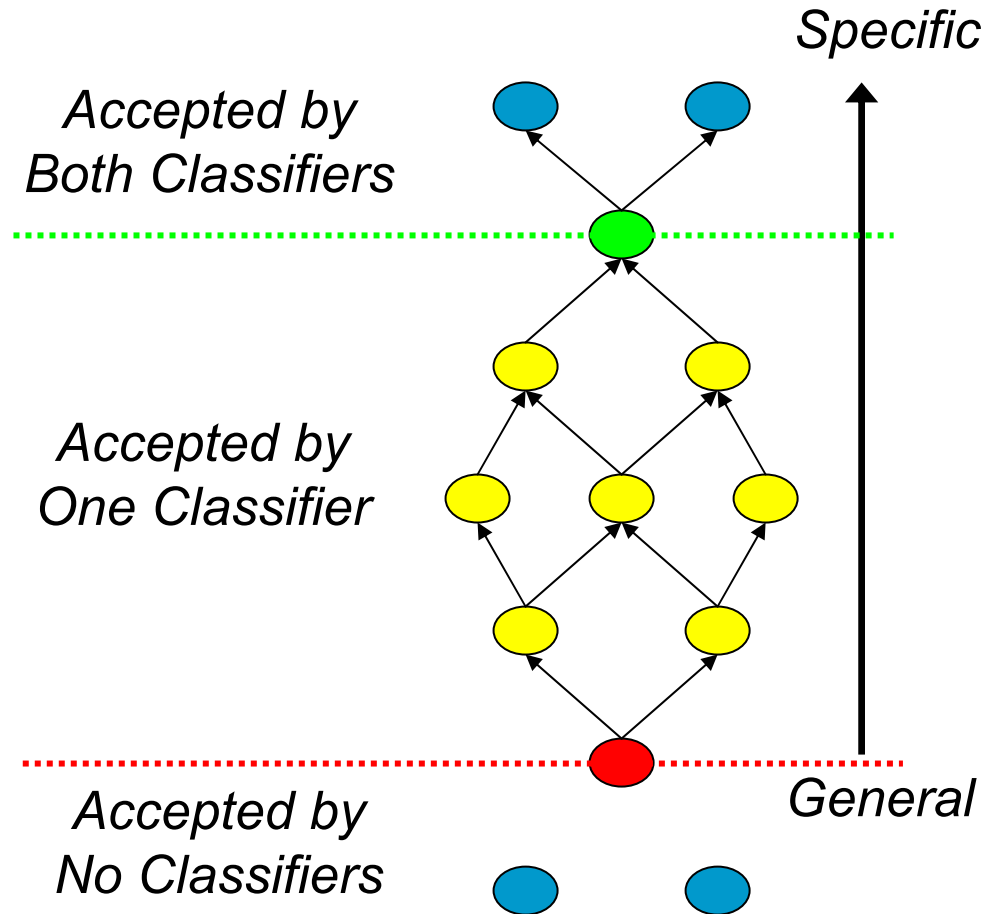 Specific
Accepted by
Both Classifiers
Accepted by
One Classifier
General
Accepted by
No Classifiers